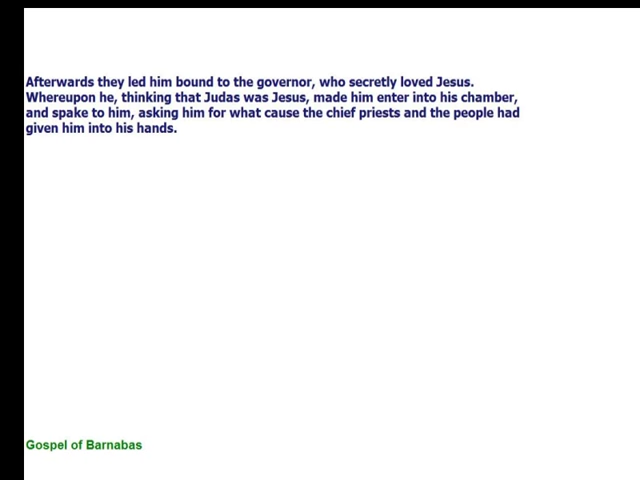 Afterwards they led him bound to the governor, who secretly loved Jesus.
Whereupon he, thinking that Judas was Jesus, made him enter into his chamber,
and spake to him, asking him for what cause the chief priests and the people had
given him into his hands.
Gospel of Barnabas